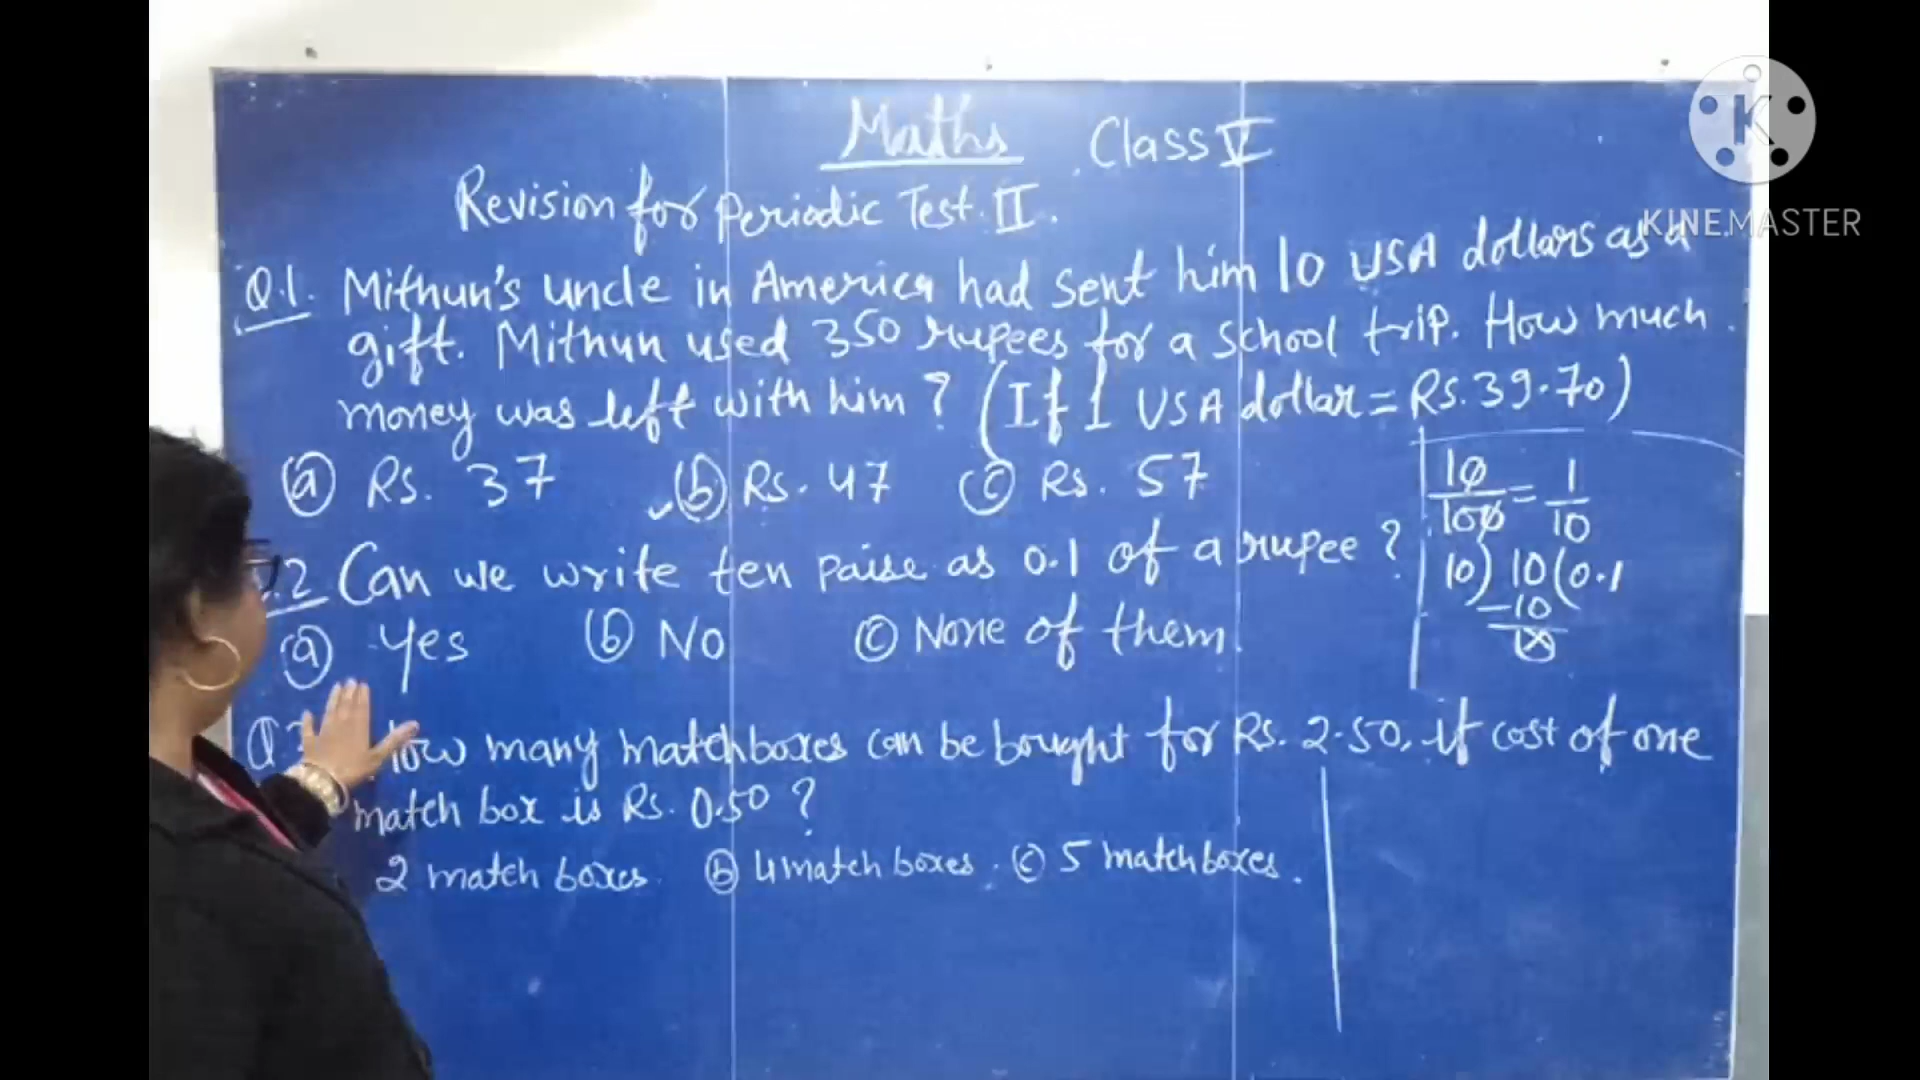 Maths Class V
Revision for Periodic Test. II.
Q.1. Mithun's uncle in America had sent him 10 USA dollars as a
gift. Mithun used 350 rupees for a school trip. How much
money was left with him? (If 1 USA dollar = Rs. 39.70)
(a) Rs. 37 ✓(b) Rs. 47 (c) Rs. 57
.2 Can we write ten paise as 0.1 of a rupee?
(a) Yes (b) No (c) None of them.
10/100 = 1/10
10) 10 (0.1
-10
Q 3 How many matchboxes can be bought for Rs. 2.50, if cost of one
match box is Rs. 0.50?
2 match boxes. (b) 4 match boxes. (c) 5 match boxes.
K
KINEMASTER